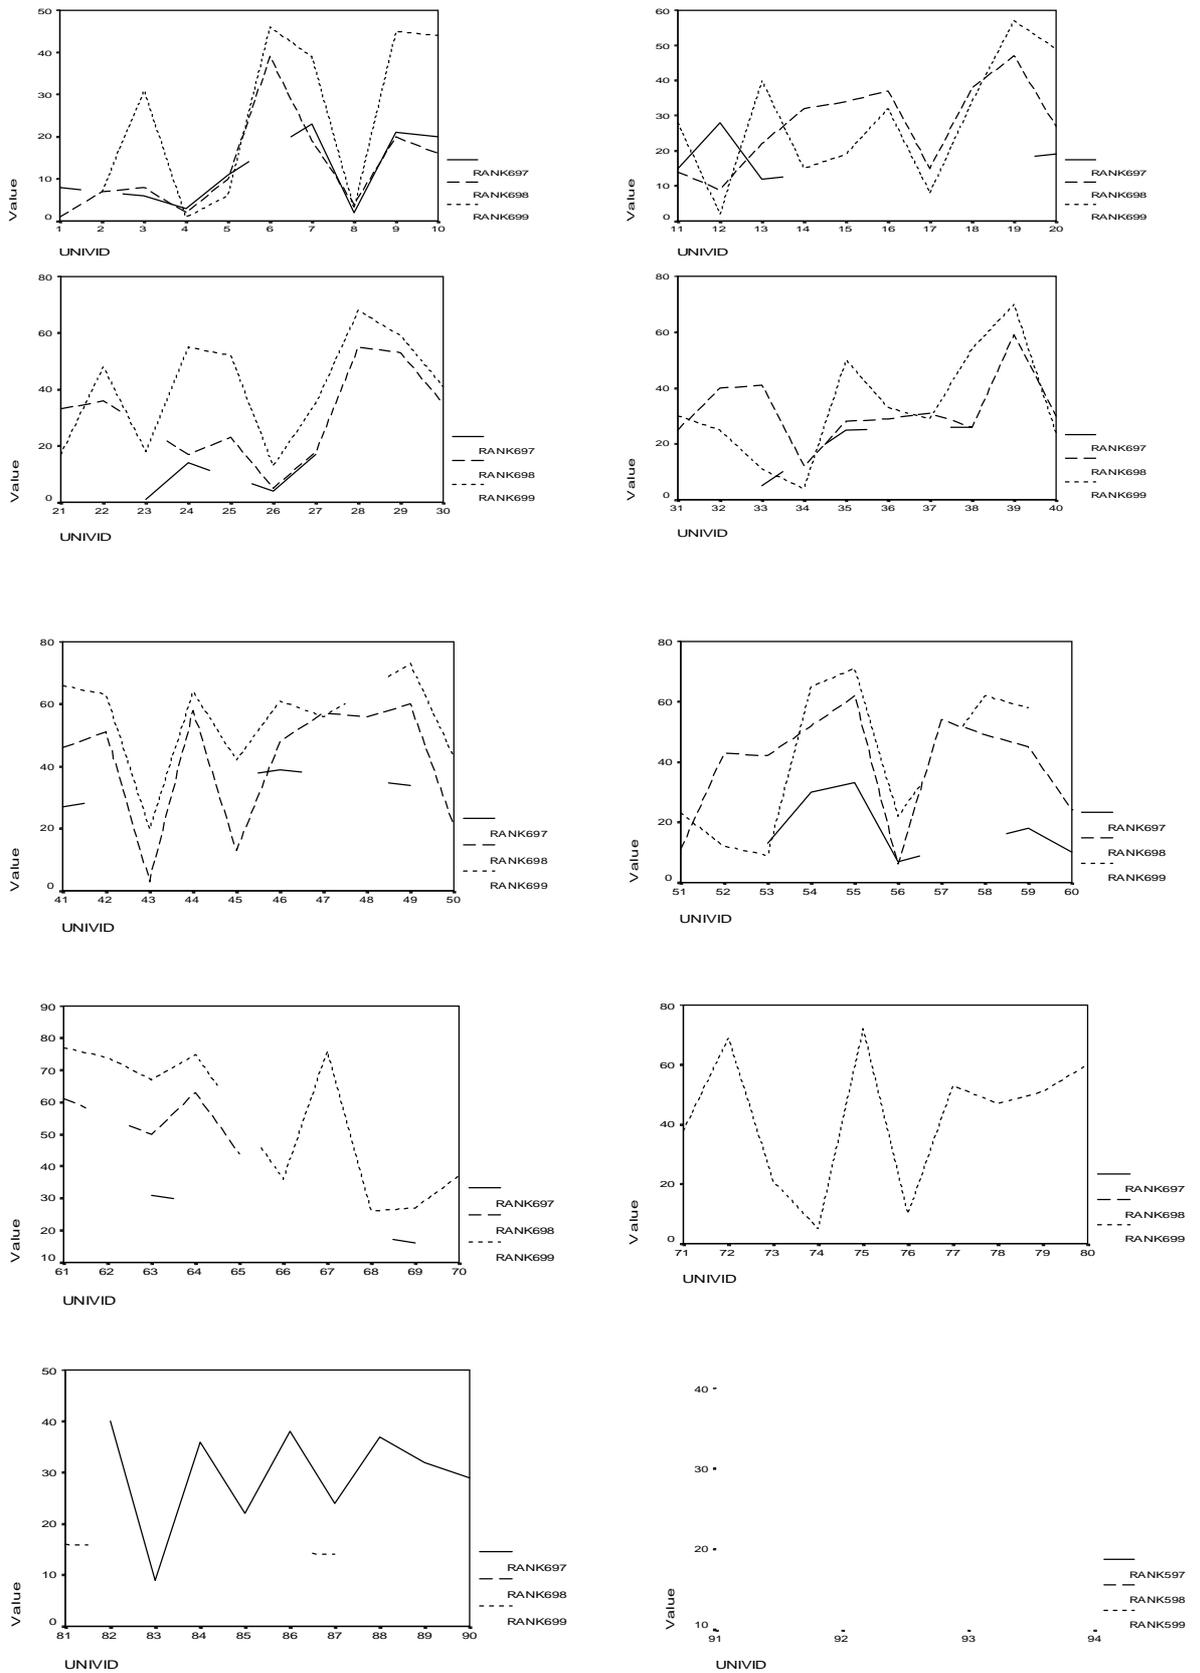 50
40
30
20
10
0
Value
1 2 3 4 5 6 7 8 9 10
UNIVID
RANK697
RANK698
RANK699
60
50
40
30
20
10
0
Value
11 12 13 14 15 16 17 18 19 20
UNIVID
RANK697
RANK698
RANK699
80
60
40
20
0
Value
21 22 23 24 25 26 27 28 29 30
UNIVID
RANK697
RANK698
RANK699
80
60
40
20
0
Value
31 32 33 34 35 36 37 38 39 40
UNIVID
RANK697
RANK698
RANK699
80
60
40
20
0
Value
41 42 43 44 45 46 47 48 49 50
UNIVID
RANK697
RANK698
RANK699
80
60
40
20
0
Value
51 52 53 54 55 56 57 58 59 60
UNIVID
RANK697
RANK698
RANK699
90
80
70
60
50
40
30
20
10
Value
61 62 63 64 65 66 67 68 69 70
UNIVID
RANK697
RANK698
RANK699
80
60
40
20
0
Value
71 72 73 74 75 76 77 78 79 80
UNIVID
RANK697
RANK698
RANK699
50
40
30
20
10
0
Value
81 82 83 84 85 86 87 88 89 90
UNIVID
RANK697
RANK698
RANK699
40
30
20
10
Value
91 92 93 94
UNIVID
RANK597
RANK598
RANK599